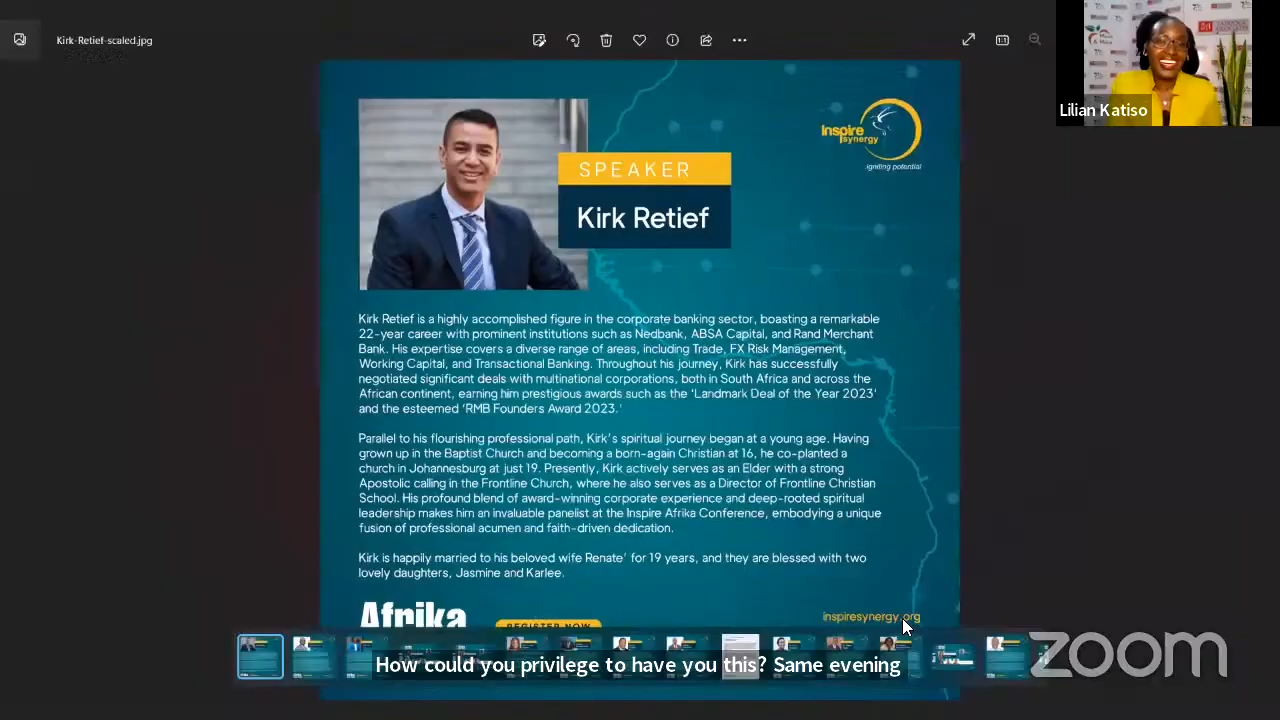 Kirk-Retief-scaled.jpg
Lilian Katiso
Inspire
synergy
igniting potential
SPEAKER
Kirk Retief
Kirk Retief is a highly accomplished figure in the corporate banking sector, boasting a remarkable
22-year career with prominent institutions such as Nedbank, ABSA Capital, and Rand Merchant
Bank. His expertise covers a diverse range of areas, including Trade, FX Risk Management,
Working Capital, and Transactional Banking. Throughout his journey, Kirk has successfully
negotiated significant deals with multinational corporations, both in South Africa and across the
African continent, earning him prestigious awards such as the 'Landmark Deal of the Year 2023'
and the esteemed 'RMB Founders Award 2023.'
Parallel to his flourishing professional path, Kirk's spiritual journey began at a young age. Having
grown up in the Baptist Church and becoming a born-again Christian at 16, he co-planted a
church in Johannesburg at just 19. Presently, Kirk actively serves as an Elder with a strong
Apostolic calling in the Frontline Church, where he also serves as a Director of Frontline Christian
School. His profound blend of award-winning corporate experience and deep-rooted spiritual
leadership makes him an invaluable panelist at the Inspire Afrika Conference, embodying a unique
fusion of professional acumen and faith-driven dedication.
Kirk is happily married to his beloved wife Renate' for 19 years, and they are blessed with two
lovely daughters, Jasmine and Karlee.
Afrika
REGISTER NOW
inspiresynergy.org
How could you privilege to have you this? Same evening
zoom